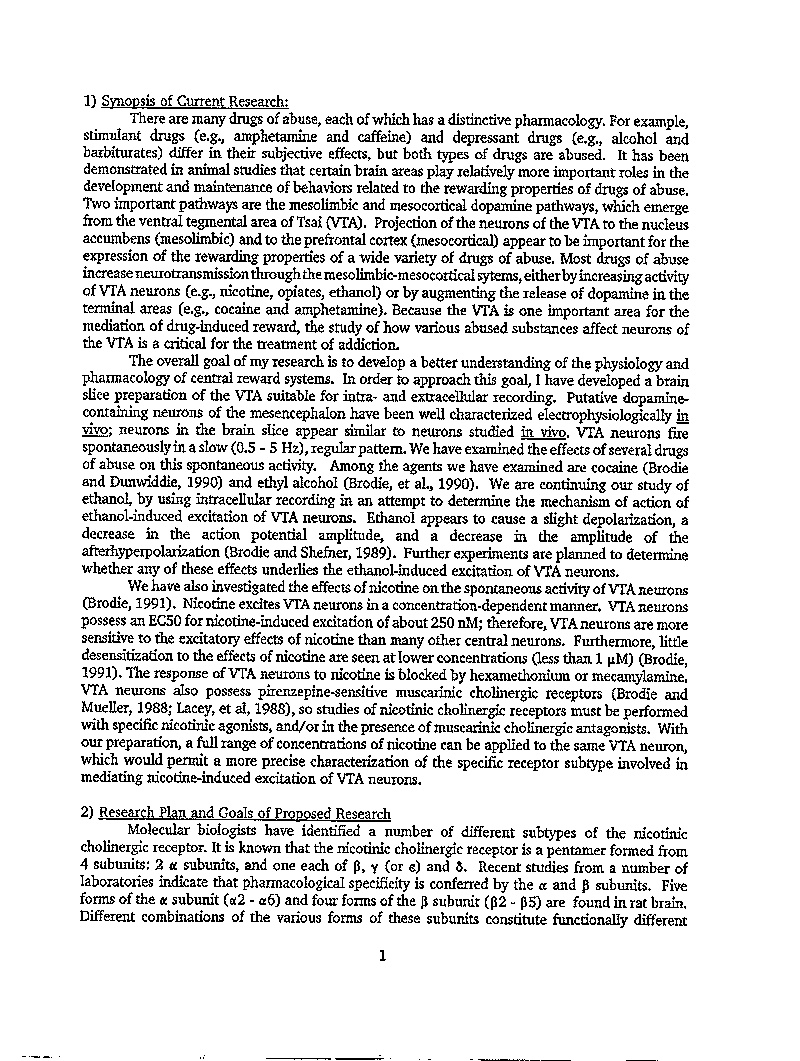 1) Synopsis of Current Research:
There are many drugs of abuse, each of which has a distinctive pharmacology. For example,
stimulant drugs (e.g., amphetamine and caffeine) and depressant drugs (e.g., alcohol and
barbiturates) differ in their subjective effects, but both types of drugs are abused. It has been
demonstrated in animal studies that certain brain areas play relatively more important roles in the
development and maintenance of behaviors related to the rewarding properties of drugs of abuse.
Two important pathways are the mesolimbic and mesocortical dopamine pathways, which emerge
from the ventral tegmental area of Tsai (VTA). Projection of the neurons of the VTA to the nucleus
accumbens (mesolimbic) and to the prefrontal cortex (mesocortical) appear to be important for the
expression of the rewarding properties of a wide variety of drugs of abuse. Most drugs of abuse
increase neurotransmission through the mesolimbic-mesocortical sytems, either by increasing activity
of VTA neurons (e.g., nicotine, opiates, ethanol) or by augmenting the release of dopamine in the
terminal areas (e.g., cocaine and amphetamine). Because the VTA is one important area for the
mediation of drug-induced reward, the study of how various abused substances affect neurons of
the VTA is a critical for the treatment of addiction.
The overall goal of my research is to develop a better understanding of the physiology and
pharmacology of central reward systems. In order to approach this goal, I have developed a brain
slice preparation of the VTA suitable for intra- and extracellular recording. Putative dopamine-
containing neurons of the mesencephalon have been well characterized electrophysiologically in
vivo; neurons in the brain slice appear similar to neurons studied in vivo. VTA neurons fire
spontaneously in a slow (0.5 - 5 Hz), regular pattern. We have examined the effects of several drugs
of abuse on this spontaneous activity. Among the agents we have examined are cocaine (Brodie
and Dunwiddie, 1990) and ethyl alcohol (Brodie, et al., 1990). We are continuing our study of
ethanol, by using intracellular recording in an attempt to determine the mechanism of action of
ethanol-induced excitation of VTA neurons. Ethanol appears to cause a slight depolarization, a
decrease in the action potential amplitude, and a decrease in the amplitude of the
afterhyperpolarization (Brodie and Shefner, 1989). Further experiments are planned to determine
whether any of these effects underlies the ethanol-induced excitation of VTA neurons.
We have also investigated the effects of nicotine on the spontaneous activity of VTA neurons
(Brodie, 1991). Nicotine excites VTA neurons in a concentration-dependent manner. VTA neurons
possess an EC50 for nicotine-induced excitation of about 250 nM; therefore, VTA neurons are more
sensitive to the excitatory effects of nicotine than many other central neurons. Furthermore, little
desensitization to the effects of nicotine are seen at lower concentrations (less than 1 μM) (Brodie,
1991). The response of VTA neurons to nicotine is blocked by hexamethonium or mecamylamine.
VTA neurons also possess pirenzepine-sensitive muscarinic cholinergic receptors (Brodie and
Mueller, 1988; Lacey, et al, 1988), so studies of nicotinic cholinergic receptors must be performed
with specific nicotinic agonists, and/or in the presence of muscarinic cholinergic antagonists. With
our preparation, a full range of concentrations of nicotine can be applied to the same VTA neuron,
which would permit a more precise characterization of the specific receptor subtype involved in
mediating nicotine-induced excitation of VTA neurons.
2) Research Plan and Goals of Proposed Research
Molecular biologists have identified a number of different subtypes of the nicotinic
cholinergic receptor. It is known that the nicotinic cholinergic receptor is a pentamer formed from
4 subunits: 2 α subunits, and one each of β, γ (or ε) and δ. Recent studies from a number of
laboratories indicate that pharmacological specificity is conferred by the α and β subunits. Five
forms of the α subunit (α2 - α6) and four forms of the β subunit (β2 - β5) are found in rat brain.
Different combinations of the various forms of these subunits constitute functionally different
1